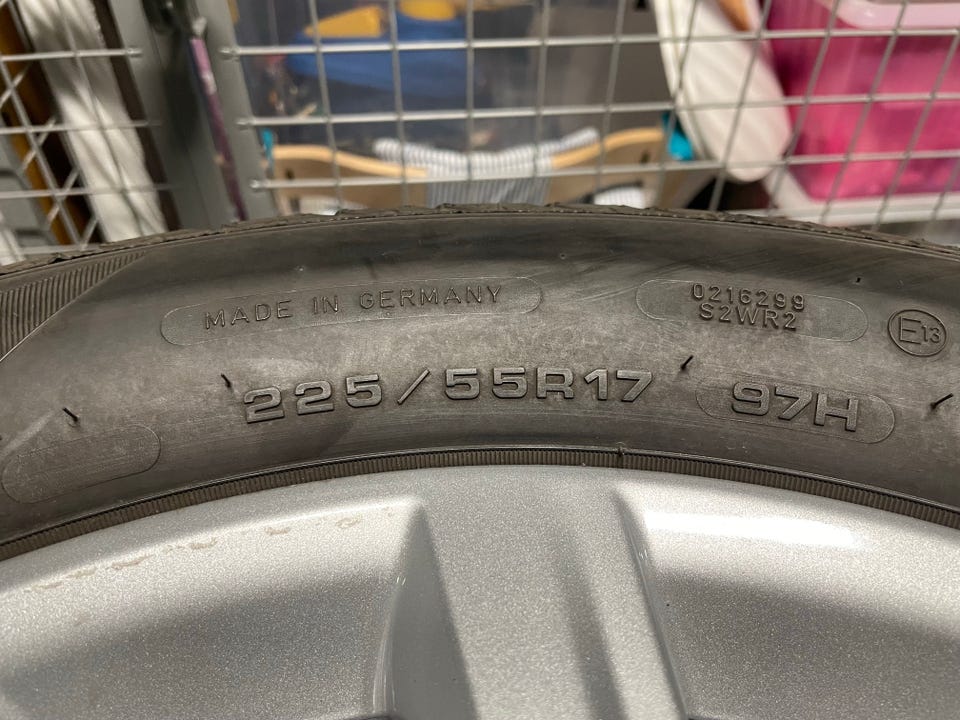 MADE IN GERMANY
0216299
S2WR2
E13
225/55R17 97H